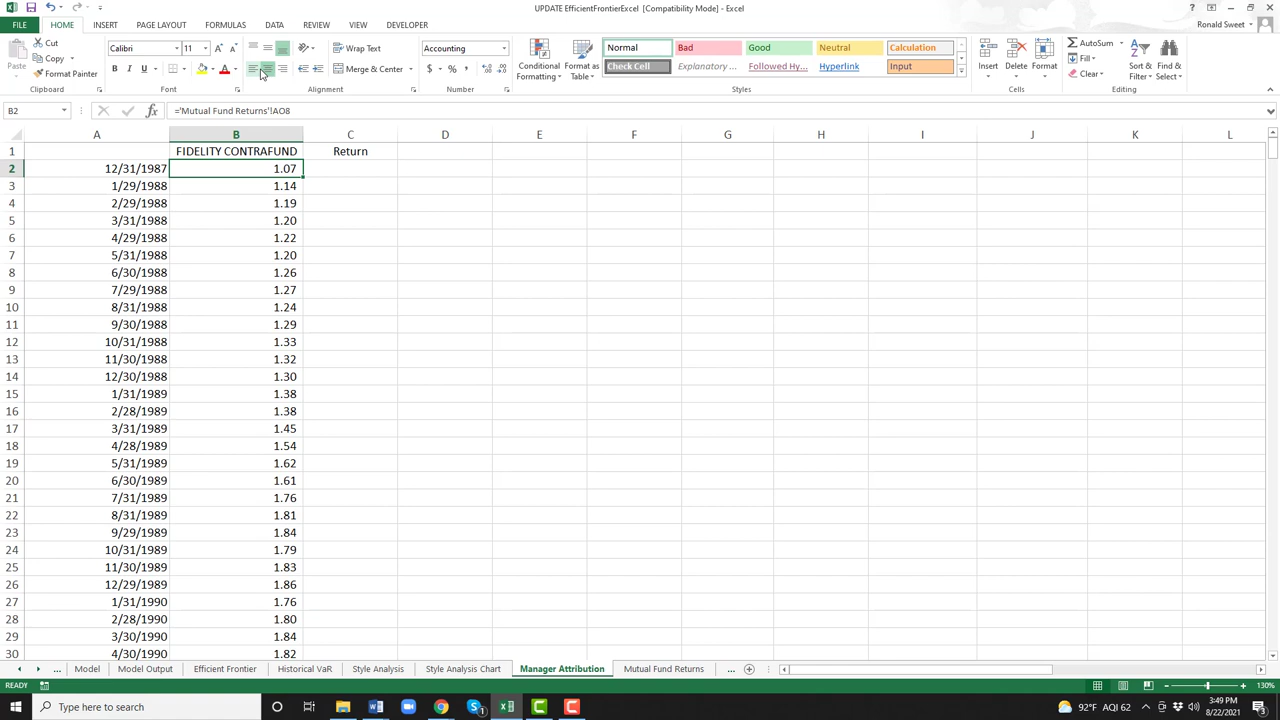 UPDATE EfficientFrontierExcel [Compatibility Mode] - Excel
FILE HOME INSERT PAGE LAYOUT FORMULAS DATA REVIEW VIEW DEVELOPER Ronald Sweet
Paste
Cut
Copy
Format Painter
Clipboard
Calibri 11
B I U
Font
Wrap Text
Merge & Center
Alignment
Accounting
$ % ,
Number
Conditional Formatting
Format as Table
Normal Bad Good Neutral Calculation
Check Cell Explanatory ... Followed Hy... Hyperlink Input
Styles
Insert Delete Format
Cells
AutoSum
Fill
Clear
Sort & Filter
Find & Select
Editing
B2 fx ='Mutual Fund Returns'!AO8
A B C D E F G H I J K L
1 FIDELITY CONTRAFUND Return
2 12/31/1987 1.07
3 1/29/1988 1.14
4 2/29/1988 1.19
5 3/31/1988 1.20
6 4/29/1988 1.22
7 5/31/1988 1.20
8 6/30/1988 1.26
9 7/29/1988 1.27
10 8/31/1988 1.24
11 9/30/1988 1.29
12 10/31/1988 1.33
13 11/30/1988 1.32
14 12/30/1988 1.30
15 1/31/1989 1.38
16 2/28/1989 1.38
17 3/31/1989 1.45
18 4/28/1989 1.54
19 5/31/1989 1.62
20 6/30/1989 1.61
21 7/31/1989 1.76
22 8/31/1989 1.81
23 9/29/1989 1.84
24 10/31/1989 1.79
25 11/30/1989 1.83
26 12/29/1989 1.86
27 1/31/1990 1.76
28 2/28/1990 1.80
29 3/30/1990 1.84
30 4/30/1990 1.82
... Model Model Output Efficient Frontier Historical VaR Style Analysis Style Analysis Chart Manager Attribution Mutual Fund Returns ...
READY 130%
Type here to search
92°F AQI 62
3:49 PM
8/22/2021